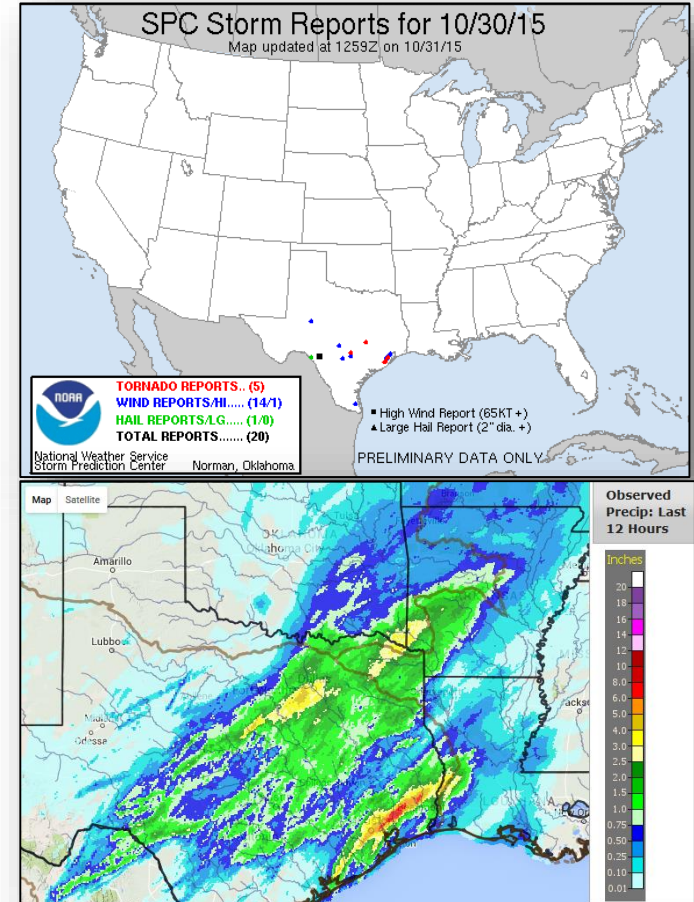 SPC Storm Reports for 10/30/15
Map updated at 1259Z on 10/31/15
NOAA
TORNADO REPORTS.. (5)
WIND REPORTS/HI..... (14/1)
HAIL REPORTS/LG..... (1/0)
TOTAL REPORTS....... (20)
National Weather Service
Storm Prediction Center Norman, Oklahoma
■ High Wind Report (65KT +)
▲ Large Hail Report (2" dia. +)
PRELIMINARY DATA ONLY
Map Satellite
Observed
Precip: Last
12 Hours
Inches
20
18
16
14
12
10
8.0
6.0
5.0
4.0
3.0
2.5
2.0
1.5
1.0
0.75
0.50
0.25
0.10
0.01
OKLAHOMA
Oklahoma City
Amarillo
Odessa